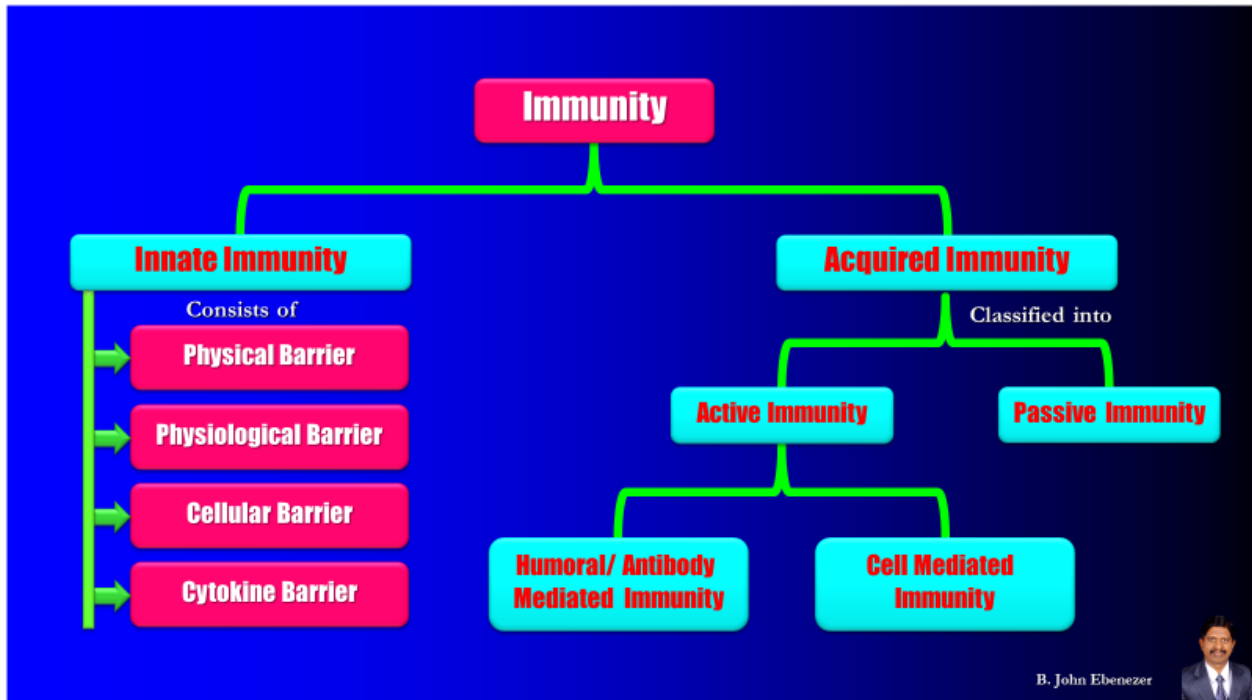 Immunity
Innate Immunity
Acquired Immunity
Consists of
Classified into
Physical Barrier
Physiological Barrier
Cellular Barrier
Cytokine Barrier
Active Immunity
Passive Immunity
Humoral/ Antibody
Mediated Immunity
Cell Mediated
Immunity
B. John Ebenezer